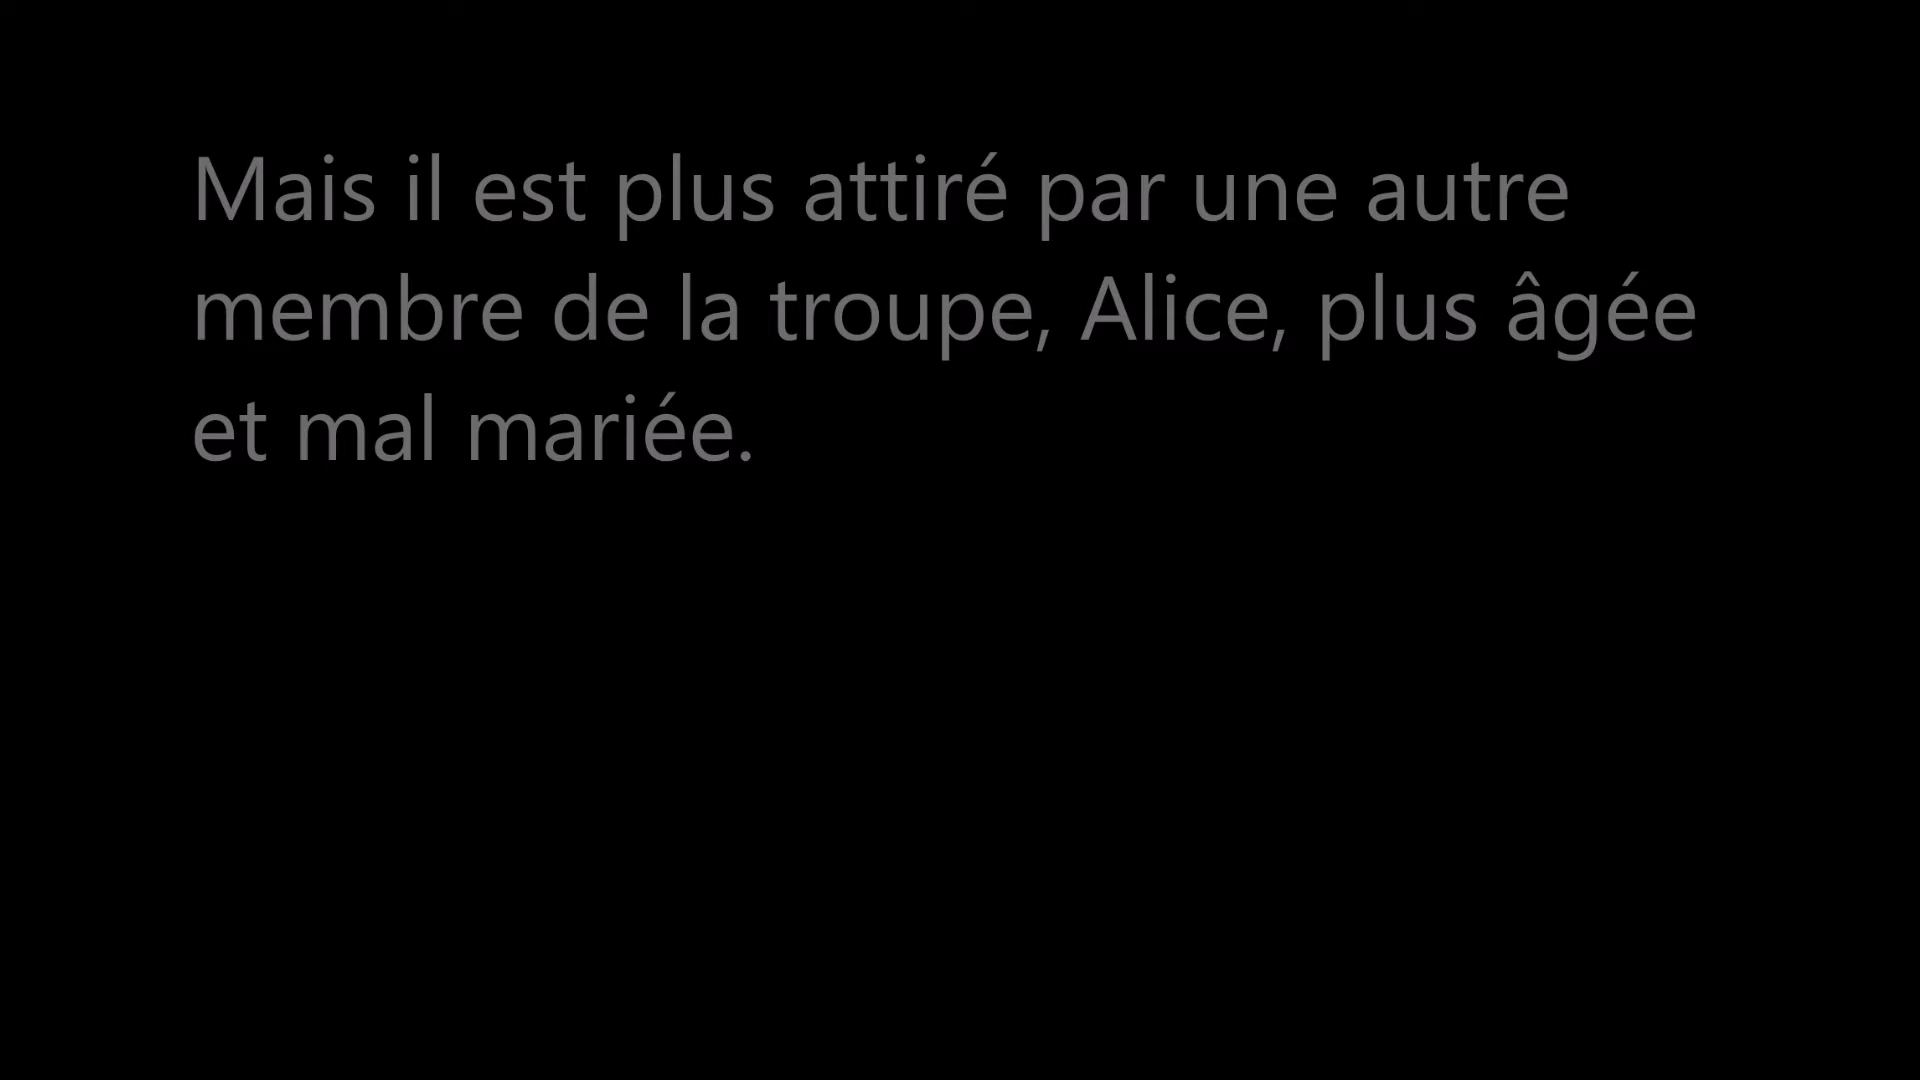 Mais il est plus attiré par une autre
membre de la troupe, Alice, plus âgée
et mal mariée.